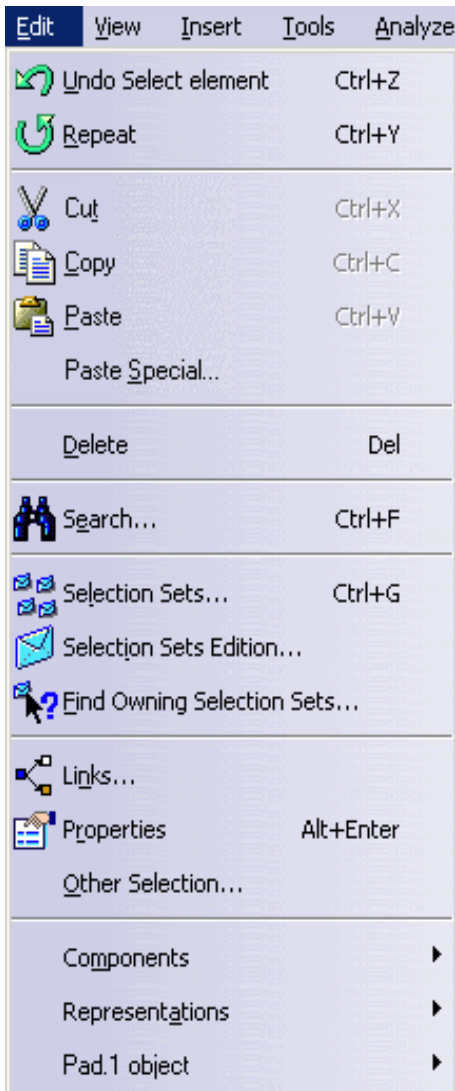 Edit View Insert Tools Analyze
Undo Select element Ctrl+Z
Repeat Ctrl+Y
Cut Ctrl+X
Copy Ctrl+C
Paste Ctrl+V
Paste Special...
Delete Del
Search... Ctrl+F
Selection Sets... Ctrl+G
Selection Sets Edition...
Find Owning Selection Sets...
Links...
Properties Alt+Enter
Other Selection...
Components
Representations
Pad.1 object